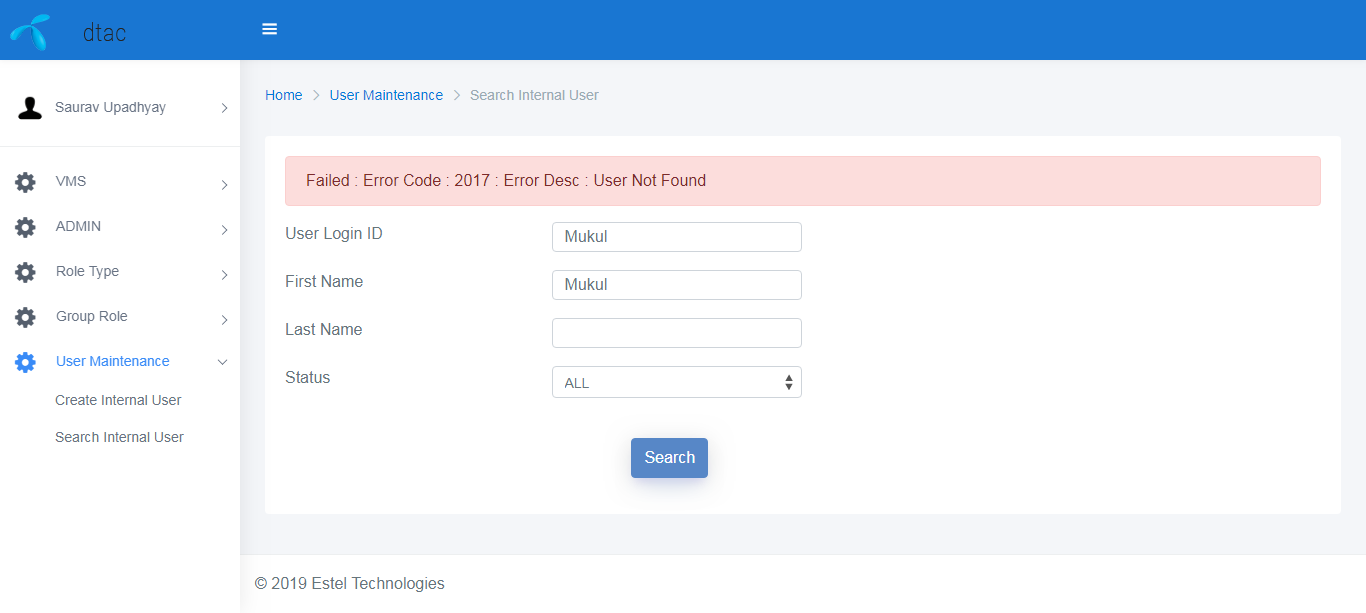 dtac
Saurav Upadhyay
VMS
ADMIN
Role Type
Group Role
User Maintenance
Create Internal User
Search Internal User
Home > User Maintenance > Search Internal User
Failed : Error Code : 2017 : Error Desc : User Not Found
User Login ID Mukul
First Name Mukul
Last Name
Status ALL
Search
© 2019 Estel Technologies